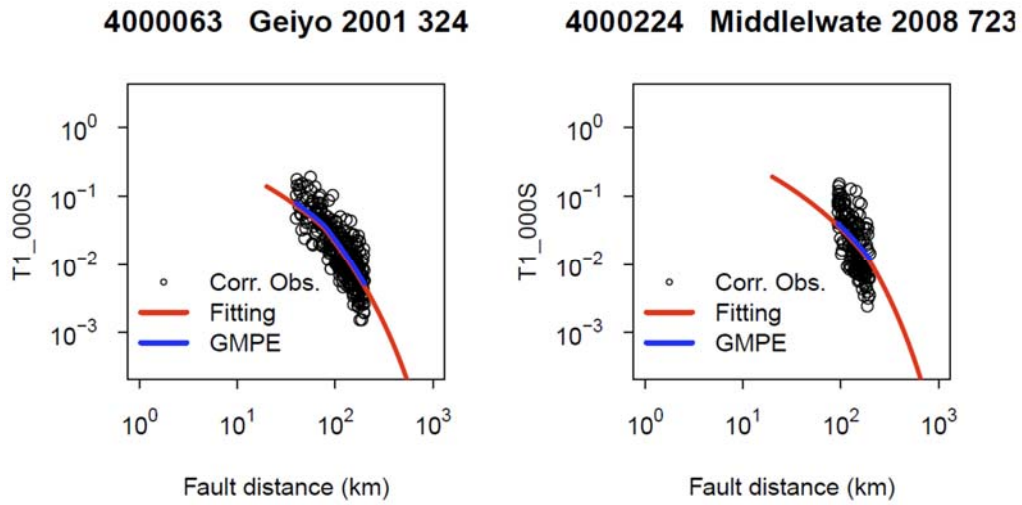 4000063 Geiyo 2001 324
T1_000S
10^0
10^-1
10^-2
10^-3
Corr. Obs.
Fitting
GMPE
10^0 10^1 10^2 10^3
Fault distance (km)
4000224 Middlelwate 2008 723
T1_000S
10^0
10^-1
10^-2
10^-3
Corr. Obs.
Fitting
GMPE
10^0 10^1 10^2 10^3
Fault distance (km)